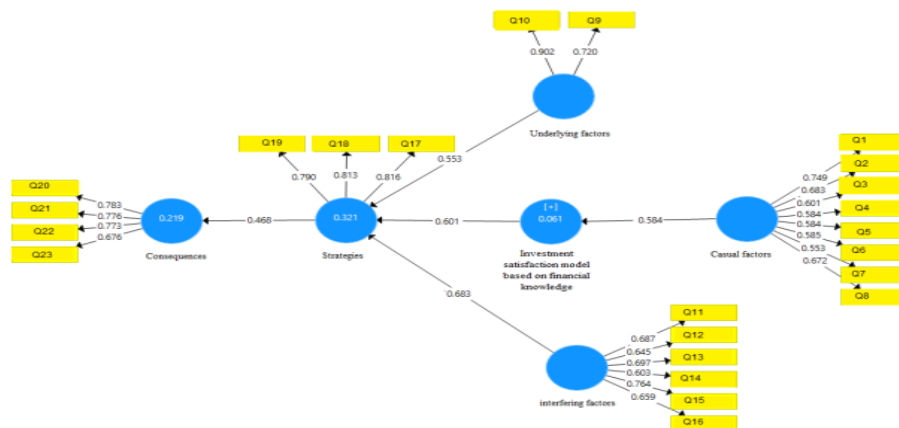 Q10 Q9
0.902 0.720
Underlying factors
Q19 Q18 Q17
0.790 0.813 0.816
0.553
Q1
Q2
Q3
Q4
Q5
Q6
Q7
Q8
0.749
0.683
0.601
0.584
0.584
0.585
0.553
0.672
Q20
Q21
Q22
Q23
0.783
0.776
0.773
0.676
0.219
0.468
0.321
0.601
[+]
0.061
0.584
Consequences
Strategies
Investment
satisfaction model
based on financial
knowledge
Casual factors
0.683
Q11
Q12
Q13
Q14
Q15
Q16
0.687
0.645
0.697
0.603
0.764
0.659
interfering factors